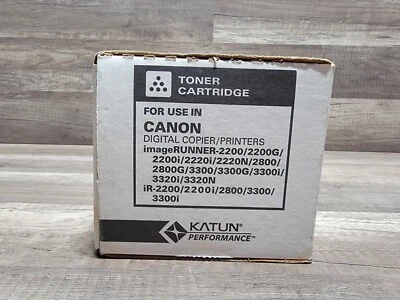 TONER
CARTRIDGE
FOR USE IN
CANON
DIGITAL COPIER/PRINTERS
imageRUNNER-2200/2200G/
2200i/2220i/2220N/2800/
2800G/3300/3300G/3300i/
3320i/3320N
iR-2200/2200i/2800/3300/
3300i
KATUN®
PERFORMANCE™